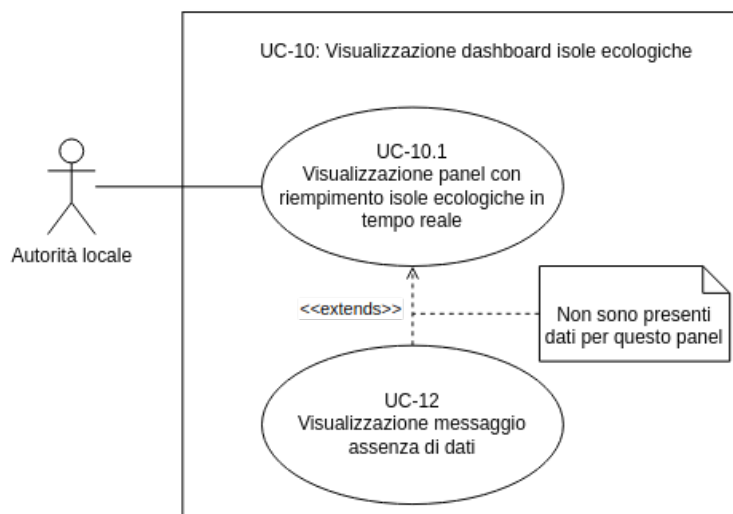 UC-10: Visualizzazione dashboard isole ecologiche
UC-10.1
Visualizzazione panel con
riempimento isole ecologiche in
tempo reale
Autorità locale
<<extends>>
Non sono presenti
dati per questo panel
UC-12
Visualizzazione messaggio
assenza di dati